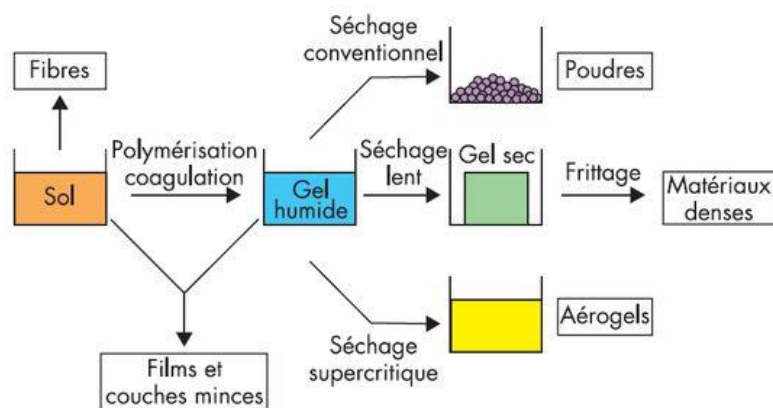 Séchage
conventionnel
Fibres
Poudres
Polymérisation
coagulation
Séchage
lent
Gel sec
Frittage
Sol
Gel
humide
Matériaux
denses
Aérogels
Séchage
supercritique
Films et
couches minces